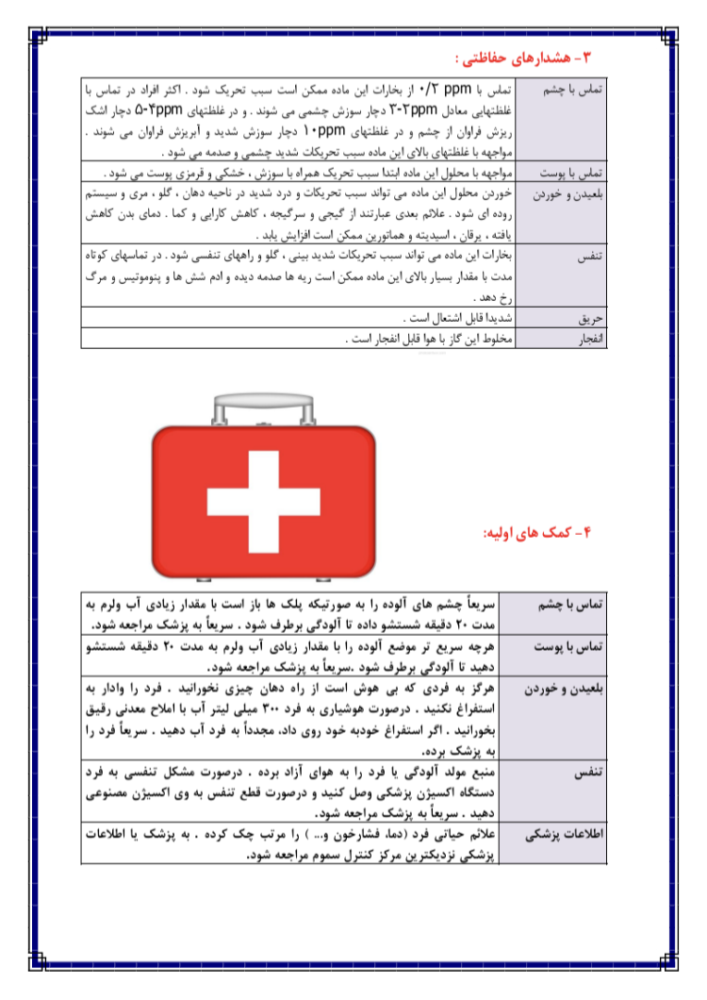 ۳- هشدارهای حفاظتی :
تماس با چشم
تماس با ۰/۳ ppm از بخارات این ماده ممکن است سبب تحریک شود . اکثر افراد در تماس با
غلظتهایی معادل ۳-۲ppm دچار سوزش چشمی می شوند . و در غلظتهای ۵-۴ppm دچار اشک
ریزش فراوان از چشم و در غلظتهای ۱۰ppm دچار سوزش شدید و آبریزش فراوان می شوند .
مواجهه با غلظتهای بالای این ماده سبب تحریکات شدید چشمی و صدمه می شود .
تماس با پوست
مواجهه با محلول این ماده ابتدا سبب تحریک همراه با سوزش ، خشکی و قرمزی پوست می شود .
بلعیدن و خوردن
خوردن محلول این ماده می تواند سبب تحریکات و درد شدید در ناحیه دهان ، گلو ، مری و سیستم
روده ای شود . علائم بعدی عبارتند از گیجی و سرگیجه ، کاهش کارایی و کما . دمای بدن کاهش
یافته ، یرقان ، اسیدیته و هماتورین ممکن است افزایش یابد .
تنفس
بخارات این ماده می تواند سبب تحریکات شدید بینی ، گلو و راههای تنفسی شود . در تماسهای کوتاه
مدت با مقدار بسیار بالای این ماده ممکن است ریه ها صدمه دیده و ادم شش ها و پنوموتیس و مرگ
رخ دهد .
حریق
شدیدا قابل اشتعال است .
انفجار
مخلوط این گاز با هوا قابل انفجار است .
۴- کمک های اولیه:
تماس با چشم
سریعاً چشم های آلوده را به صورتیکه پلک ها باز است با مقدار زیادی آب ولرم به
مدت ۲۰ دقیقه شستشو داده تا آلودگی برطرف شود . سریعاً به پزشک مراجعه شود.
تماس با پوست
هرچه سریع تر موضع آلوده را با مقدار زیادی آب ولرم به مدت ۲۰ دقیقه شستشو
دهید تا آلودگی برطرف شود .سریعاً به پزشک مراجعه شود.
بلعیدن و خوردن
هرگز به فردی که بی هوش است از راه دهان چیزی نخورانید . فرد را وادار به
استفراغ نکنید . درصورت هوشیاری به فرد ۳۰۰ میلی لیتر آب با املاح معدنی رقیق
بخورانید . اگر استفراغ خودبه خود روی داد، مجدداً به فرد آب دهید . سریعاً فرد را
به پزشک برده.
تنفس
منبع مولد آلودگی یا فرد را به هوای آزاد برده . درصورت مشکل تنفسی به فرد
دستگاه اکسیژن پزشکی وصل کنید و درصورت قطع تنفس به وی اکسیژن مصنوعی
دهید . سریعاً به پزشک مراجعه شود.
اطلاعات پزشکی
علائم حیاتی فرد (دما، فشارخون و... ) را مرتب چک کرده . به پزشک یا اطلاعات
پزشکی نزدیکترین مرکز کنترل سموم مراجعه شود.